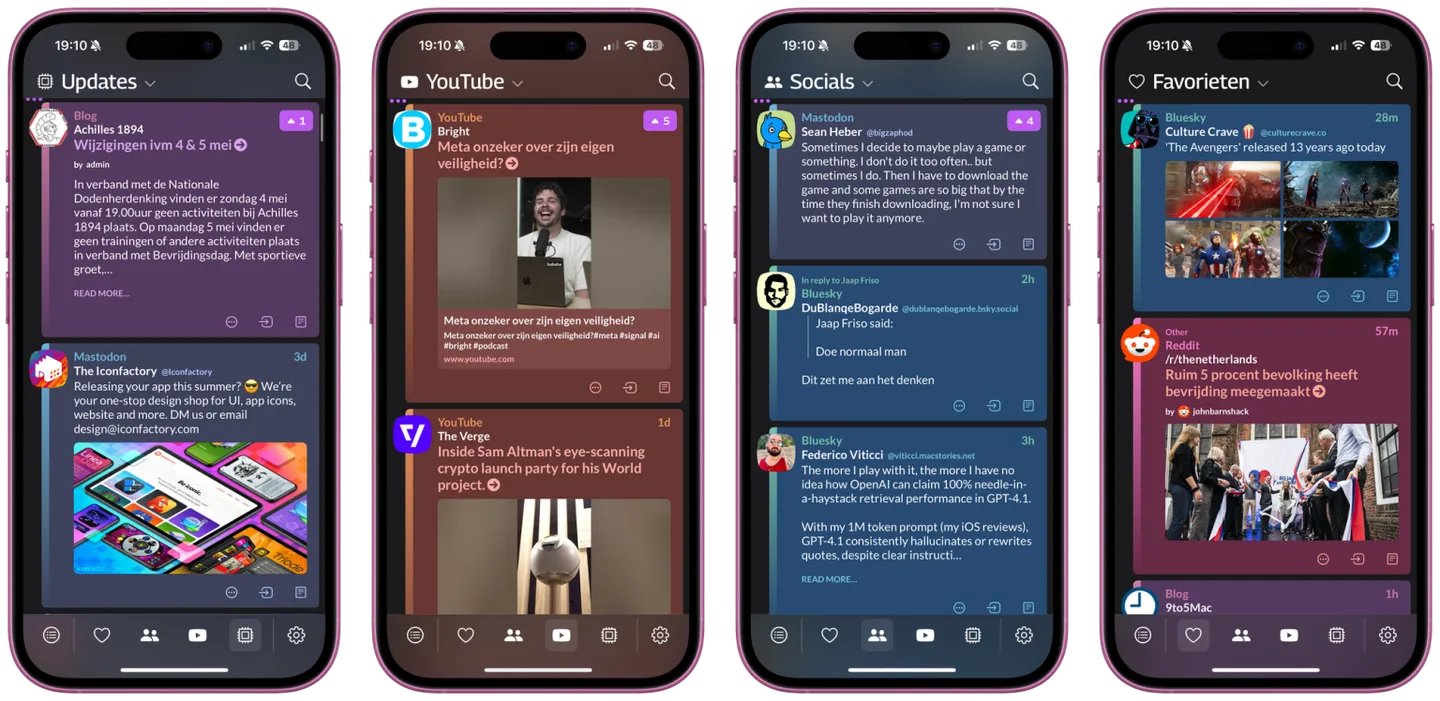 19:10
48
Updates
Blog
1
Achilles 1894
Wijzigingen ivm 4 & 5 mei
by admin
In verband met de Nationale
Dodenherdenking vinden er zondag 4 mei
vanaf 19.00uur geen activiteiten bij Achilles
1894 plaats. Op maandag 5 mei vinden er
geen trainingen of andere activiteiten plaats
in verband met Bevrijdingsdag. Met sportieve
groet,...
READ MORE...
Mastodon
3d
The Iconfactory @Iconfactory
Releasing your app this summer? 😎 We're
your one-stop design shop for UI, app icons,
website and more. DM us or email
design@iconfactory.com
Linea
be iconic.
Triode
iconfactory.com
19:10
48
YouTube
YouTube
5
B
Bright
Meta onzeker over zijn eigen
veiligheid?
Meta onzeker over zijn eigen veiligheid?
Meta onzeker over zijn eigen veiligheid?#meta #signal #ai
#bright #podcast
www.youtube.com
YouTube
1d
The Verge
Inside Sam Altman's eye-scanning
crypto launch party for his World
project.
19:10
48
Socials
Mastodon
4
Sean Heber @bigzaphod
Sometimes I decide to maybe play a game or
something. I don't do it too often.. but
sometimes I do. Then I have to download the
game and some games are so big that by the
time they finish downloading, I'm not sure I
want to play it anymore.
In reply to Jaap Friso
2h
Bluesky
DuBlanqeBogarde @dublanqebogarde.bsky.social
Jaap Friso said:
Doe normaal man
Dit zet me aan het denken
Bluesky
3h
Federico Viticci @viticci.macstories.net
The more I play with it, the more I have no
idea how OpenAI can claim 100% needle-in-
a-haystack retrieval performance in GPT-4.1.
With my 1M token prompt (my iOS reviews),
GPT-4.1 consistently hallucinates or rewrites
quotes, despite clear instructi...
READ MORE...
19:10
48
Favorieten
Bluesky
28m
Culture Crave 🍿 @culturecrave.co
'The Avengers' released 13 years ago today
Other
57m
Reddit
/r/thenetherlands
Ruim 5 procent bevolking heeft
bevrijding meegemaakt
by johnbarnshack
Blog
1h
9to5Mac